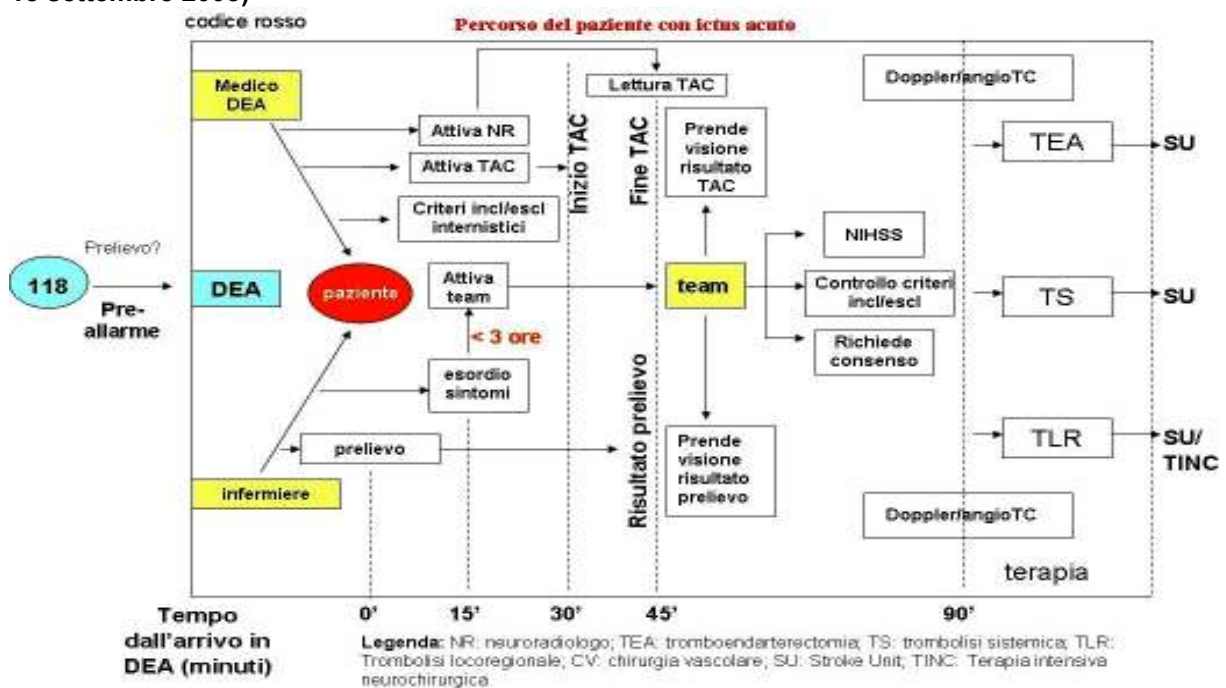 codice rosso
Percorso del paziente con ictus acuto
Medico
DEA
Attiva NR
Attiva TAC
Criteri incl/escl
internistici
Lettura TAC
Inizio TAC
Fine TAC
Prende
visione
risultato
TAC
Doppler/angioTC
TEA
SU
118
Prelievo?
Pre-
allarme
DEA
paziente
Attiva
team
< 3 ore
esordio
sintomi
team
NIHSS
Controllo criteri
incl/escl
Richiede
consenso
TS
SU
infermiere
prelievo
Risultato prelievo
Prende
visione
risultato
prelievo
TLR
SU/
TINC
Doppler/angioTC
terapia
Tempo
dall'arrivo in
DEA (minuti)
0'
15'
30'
45'
90'
Legenda: NR: neuroradiologo; TEA: tromboendarterectomia; TS: trombolisi sistemica; TLR:
Trombolisi locoregionale; CV: chirurgia vascolare; SU: Stroke Unit; TINC: Terapia intensiva
neurochirurgica